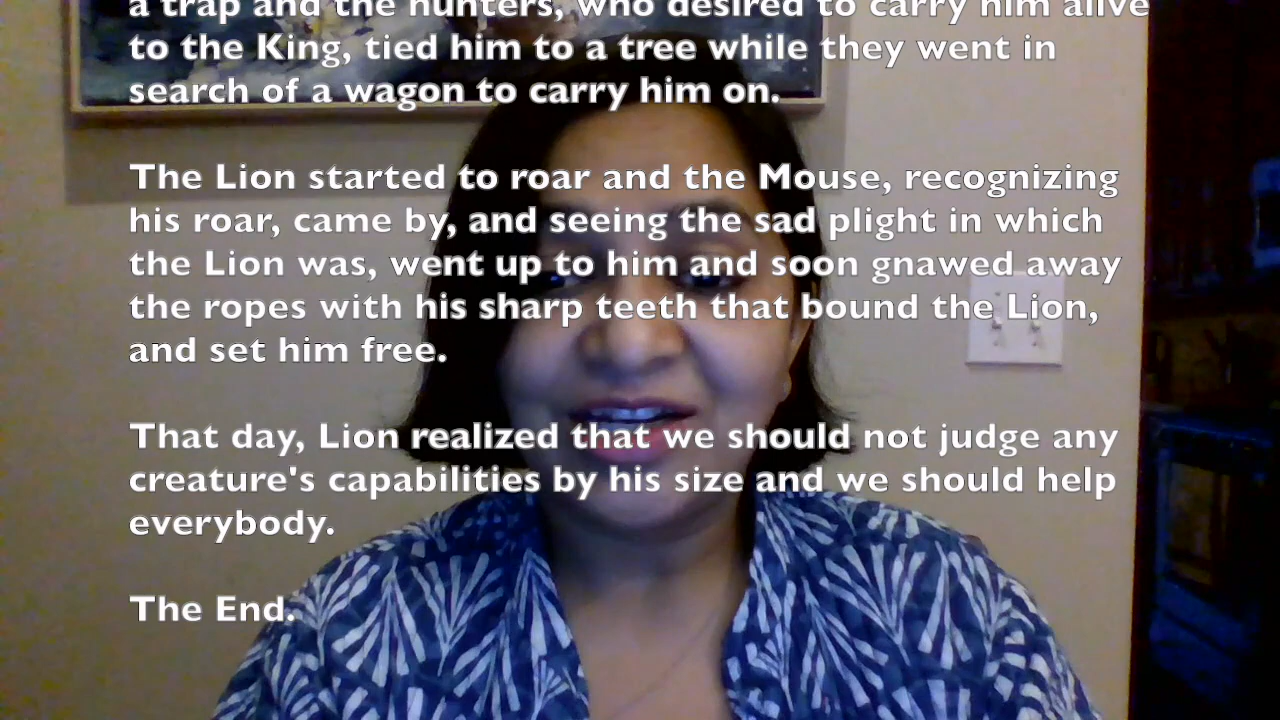 a trap and the hunters, who desired to carry him alive
to the King, tied him to a tree while they went in
search of a wagon to carry him on.
The Lion started to roar and the Mouse, recognizing
his roar, came by, and seeing the sad plight in which
the Lion was, went up to him and soon gnawed away
the ropes with his sharp teeth that bound the Lion,
and set him free.
That day, Lion realized that we should not judge any
creature's capabilities by his size and we should help
everybody.
The End.